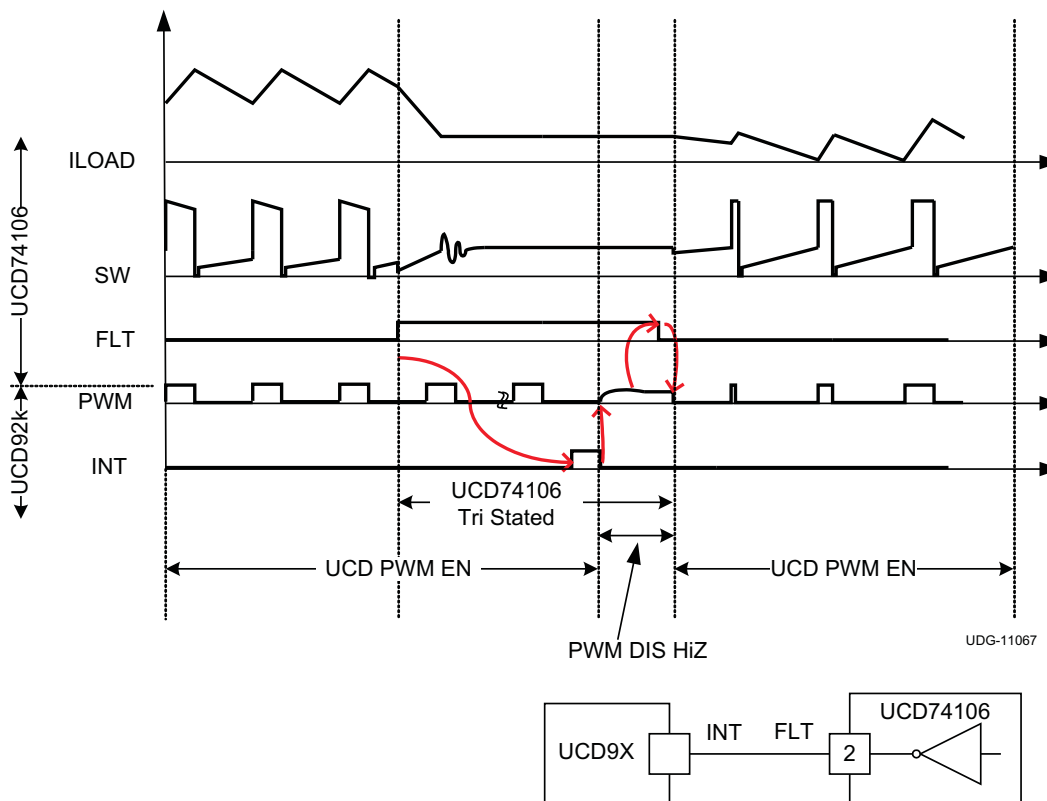 ILOAD
SW
FLT
PWM
INT
UCD74106
UCD92k
UCD74106
Tri Stated
UCD PWM EN
UCD PWM EN
PWM DIS HiZ
UDG-11067
UCD9X
INT
FLT
2
UCD74106